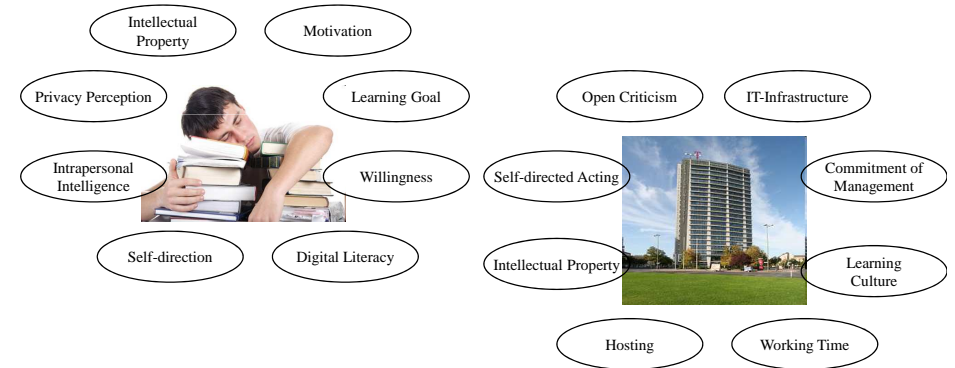 Intellectual
Property
Motivation
Privacy Perception
Learning Goal
Intrapersonal
Intelligence
Willingness
Self-direction
Digital Literacy
Open Criticism
IT-Infrastructure
Self-directed Acting
Commitment of
Management
Intellectual Property
Learning
Culture
Hosting
Working Time